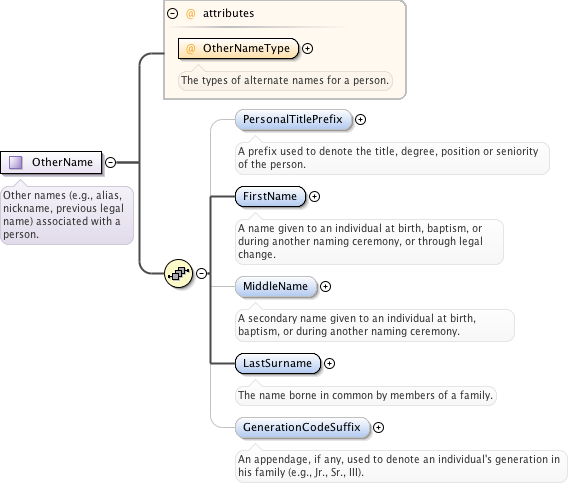 @ attributes
@ OtherNameType
The types of alternate names for a person.
OtherName
Other names (e.g., alias,
nickname, previous legal
name) associated with a
person.
PersonalTitlePrefix
A prefix used to denote the title, degree, position or seniority
of the person.
FirstName
A name given to an individual at birth, baptism, or
during another naming ceremony, or through legal
change.
MiddleName
A secondary name given to an individual at birth,
baptism, or during another naming ceremony.
LastSurname
The name borne in common by members of a family.
GenerationCodeSuffix
An appendage, if any, used to denote an individual's generation in
his family (e.g., Jr., Sr., III).